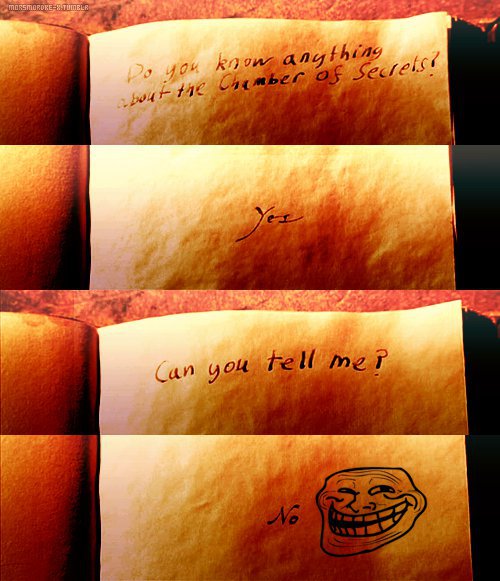 MORSMORDRE-X.TUMBLR
Do you know anything
about the Chamber of Secrets?
Yes
Can you tell me?
No